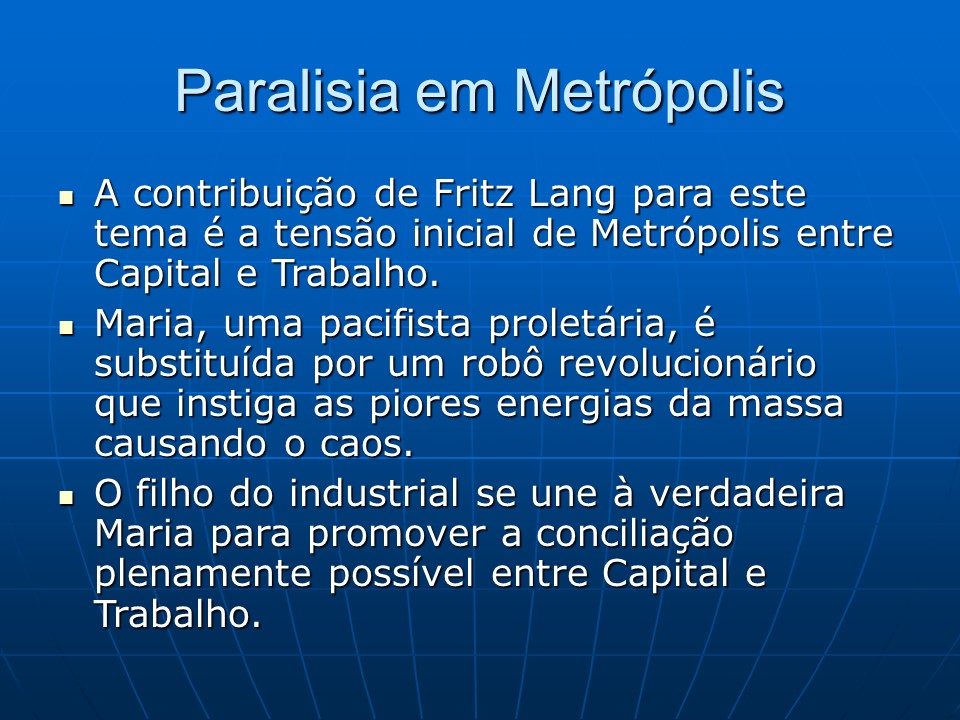 Paralisia em Metrópolis
A contribuição de Fritz Lang para este
tema é a tensão inicial de Metrópolis entre
Capital e Trabalho.
Maria, uma pacifista proletária, é
substituída por um robô revolucionário
que instiga as piores energias da massa
causando o caos.
O filho do industrial se une à verdadeira
Maria para promover a conciliação
plenamente possível entre Capital e
Trabalho.